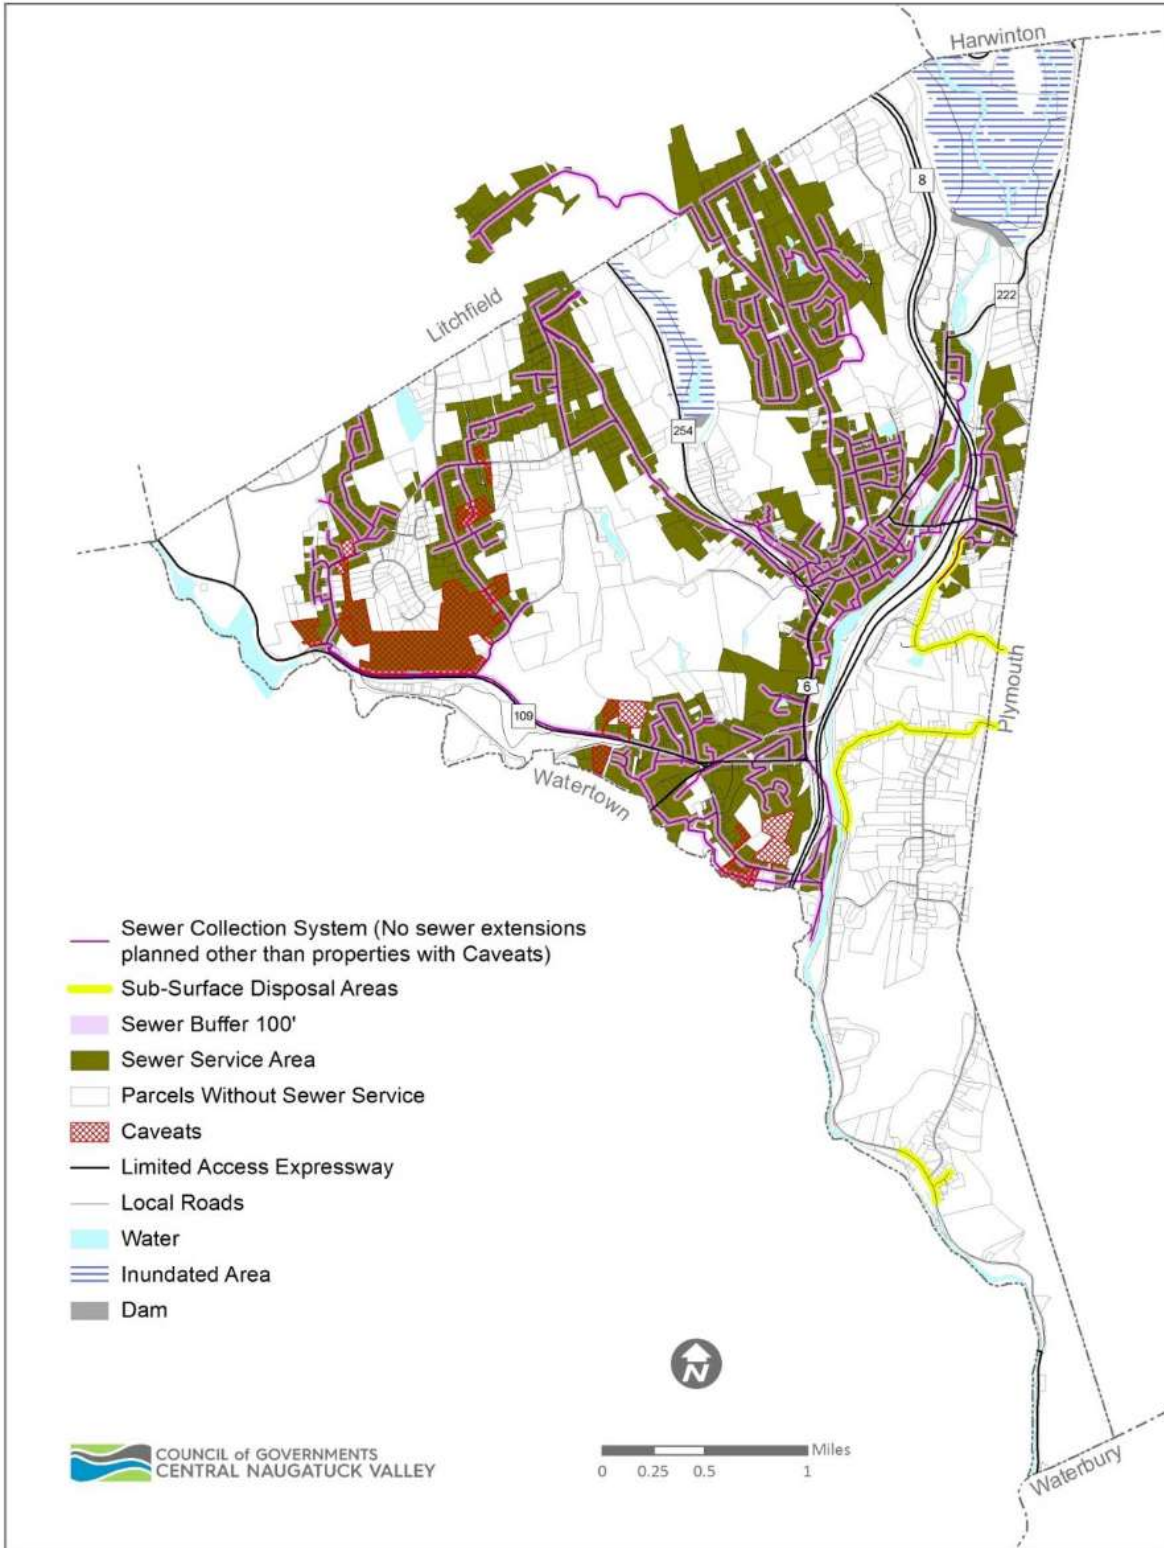 Harwinton
8
Litchfield
222
254
6
Plymouth
109
Watertown
Sewer Collection System (No sewer extensions
planned other than properties with Caveats)
Sub-Surface Disposal Areas
Sewer Buffer 100'
Sewer Service Area
Parcels Without Sewer Service
Caveats
Limited Access Expressway
Local Roads
Water
Inundated Area
Dam
N
COUNCIL of GOVERNMENTS
CENTRAL NAUGATUCK VALLEY
Miles
0 0.25 0.5 1
Waterbury